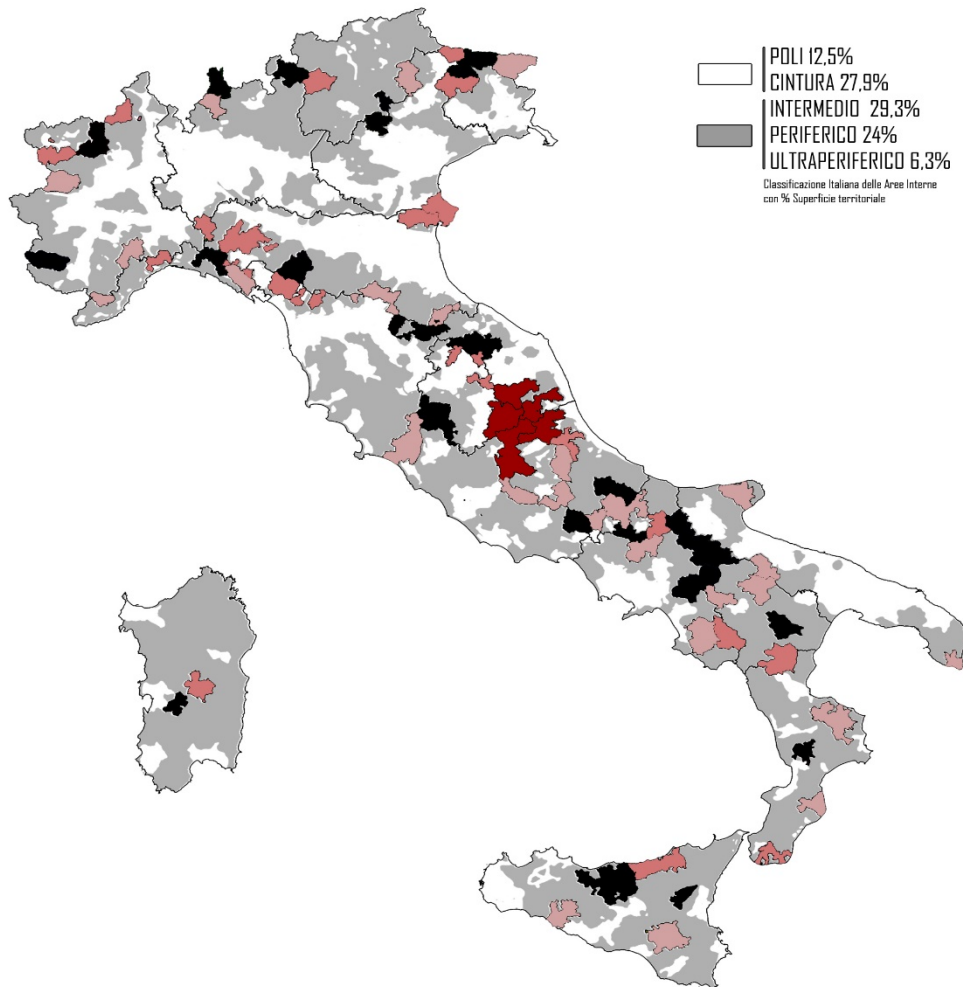 POLI 12,5%
CINTURA 27,9%
INTERMEDIO 29,3%
PERIFERICO 24%
ULTRAPERIFERICO 6,3%
Classificazione Italiana delle Aree Interne
con % Superficie territoriale